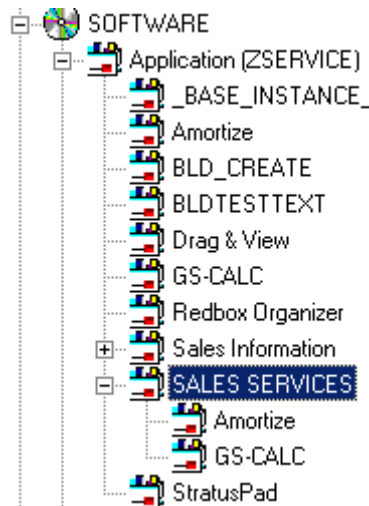 SOFTWARE
Application (ZSERVICE)
_BASE_INSTANCE_
Amortize
BLD_CREATE
BLDTESTTEXT
Drag & View
GS-CALC
Redbox Organizer
Sales Information
SALES SERVICES
Amortize
GS-CALC
StratusPad